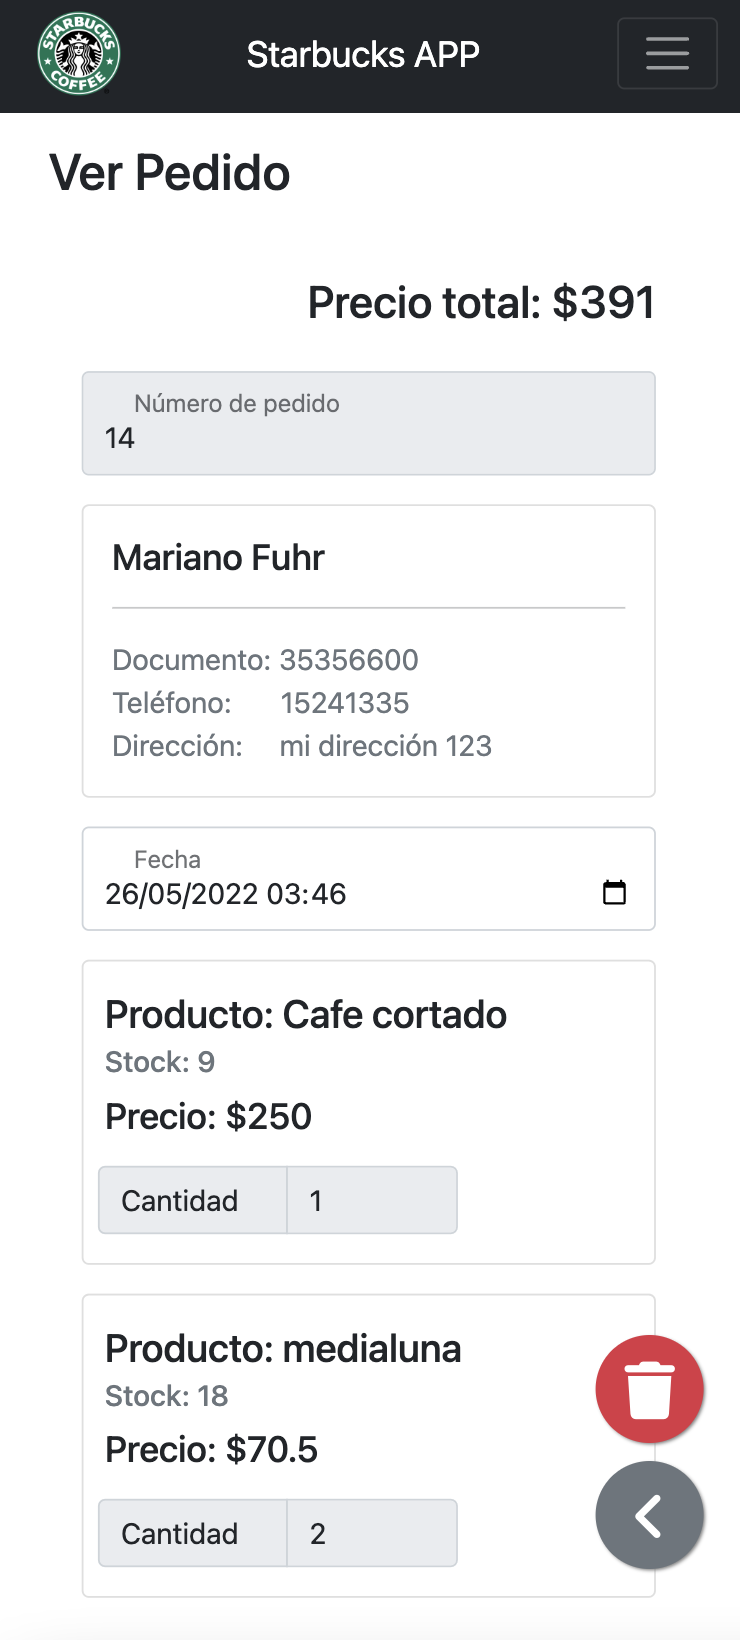 STARBUCKS
COFFEE
Starbucks APP
Ver Pedido
Precio total: $391
Número de pedido
14
Mariano Fuhr
Documento: 35356600
Teléfono: 15241335
Dirección: mi dirección 123
Fecha
26/05/2022 03:46
Producto: Cafe cortado
Stock: 9
Precio: $250
Cantidad 1
Producto: medialuna
Stock: 18
Precio: $70.5
Cantidad 2